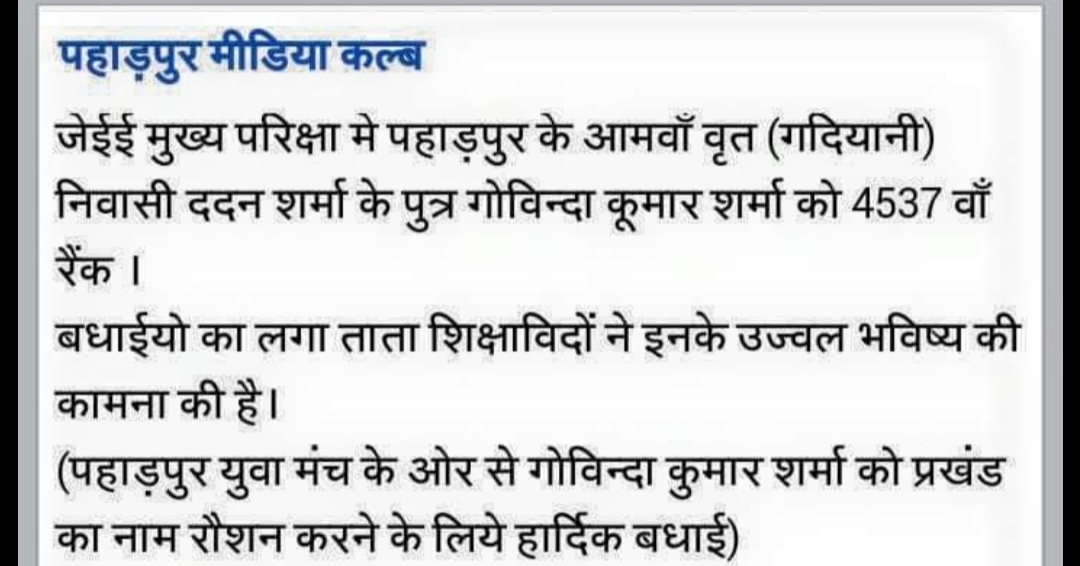 पहाड़पुर मीडिया कल्ब
जेईई मुख्य परिक्षा मे पहाड़पुर के आमवाँ वृत (गदियानी)
निवासी ददन शर्मा के पुत्र गोविन्दा कूमार शर्मा को 4537 वाँ
रैंक ।
बधाईयो का लगा ताता शिक्षाविदों ने इनके उज्वल भविष्य की
कामना की है।
(पहाड़पुर युवा मंच के ओर से गोविन्दा कुमार शर्मा को प्रखंड
का नाम रौशन करने के लिये हार्दिक बधाई)